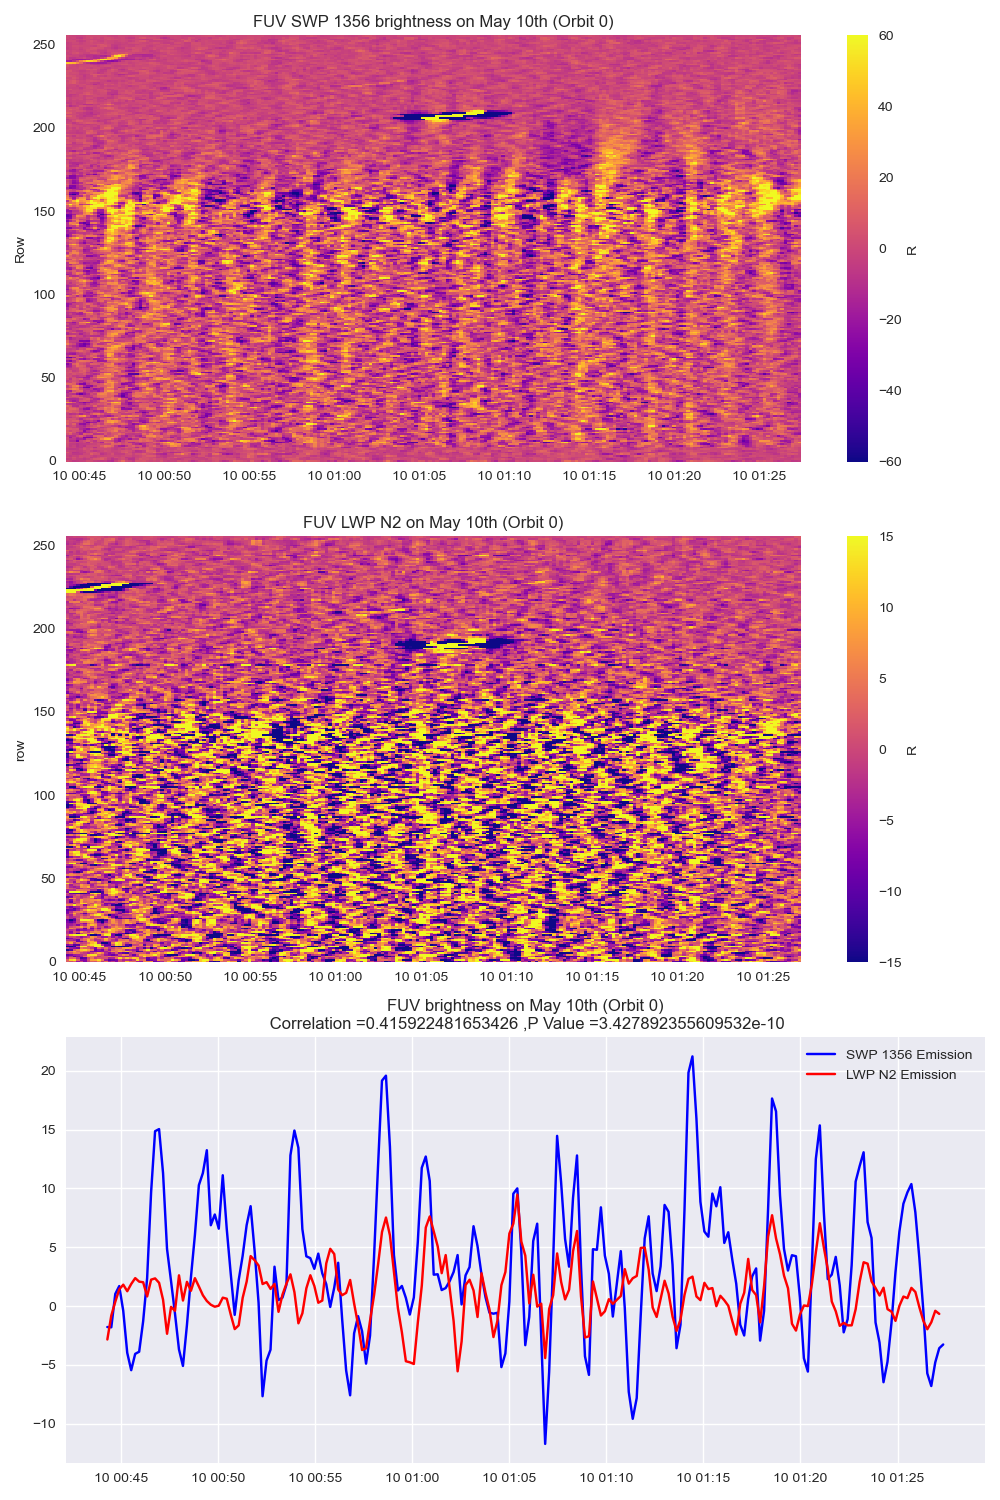 FUV SWP 1356 brightness on May 10th (Orbit 0)
250
200
150
100
50
0
Row
10 00:45 10 00:50 10 00:55 10 01:00 10 01:05 10 01:10 10 01:15 10 01:20 10 01:25
60
40
20
0
−20
−40
−60
R
FUV LWP N2 on May 10th (Orbit 0)
250
200
150
100
50
0
row
10 00:45 10 00:50 10 00:55 10 01:00 10 01:05 10 01:10 10 01:15 10 01:20 10 01:25
15
10
5
0
−5
−10
−15
R
FUV brightness on May 10th (Orbit 0)
Correlation =0.415922481653426 ,P Value =3.427892355609532e-10
SWP 1356 Emission
LWP N2 Emission
20
15
10
5
0
−5
−10
10 00:45 10 00:50 10 00:55 10 01:00 10 01:05 10 01:10 10 01:15 10 01:20 10 01:25